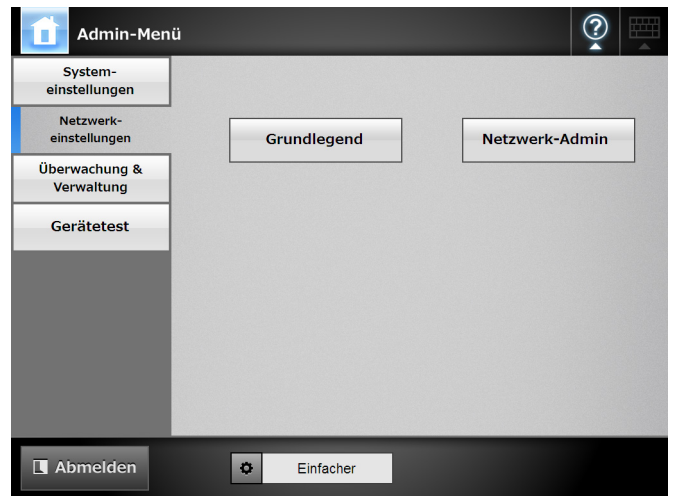 Admin-Menü
?
System-
einstellungen
Netzwerk-
einstellungen
Überwachung &
Verwaltung
Gerätetest
Grundlegend
Netzwerk-Admin
Abmelden
Einfacher